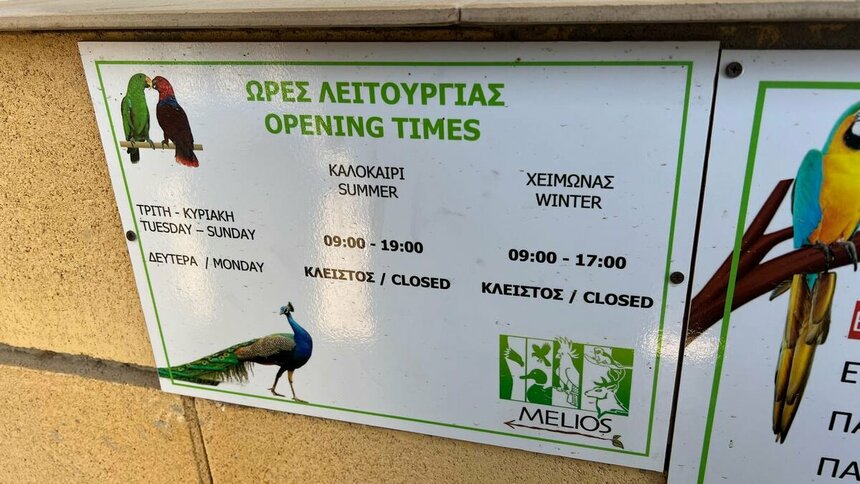 ΩΡΕΣ ΛΕΙΤΟΥΡΓΙΑΣ
OPENING TIMES
ΚΑΛΟΚΑΙΡΙ
SUMMER
ΧΕΙΜΩΝΑΣ
WINTER
ΤΡΙΤΗ - ΚΥΡΙΑΚΗ
TUESDAY – SUNDAY
09:00 - 19:00
09:00 - 17:00
ΔΕΥΤΕΡΑ / MONDAY
ΚΛΕΙΣΤΟΣ / CLOSED
ΚΛΕΙΣΤΟΣ / CLOSED
MELIOS